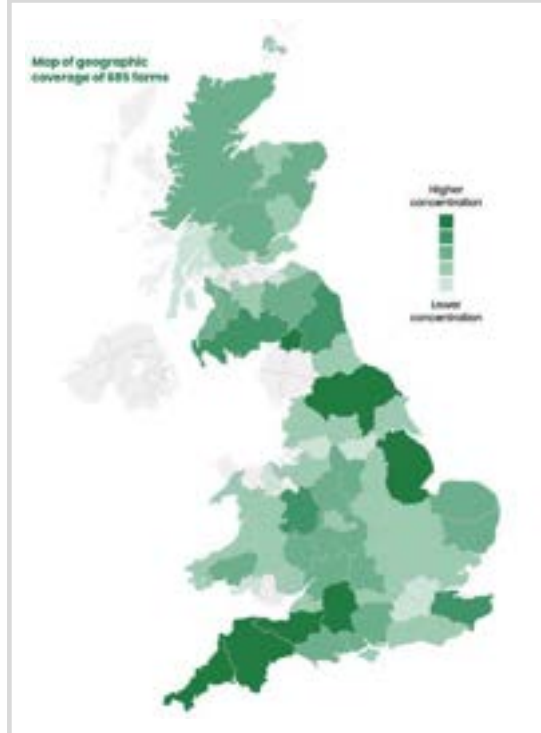 Map of geographic
coverage of 685 farms
Higher
concentration
Lower
concentration